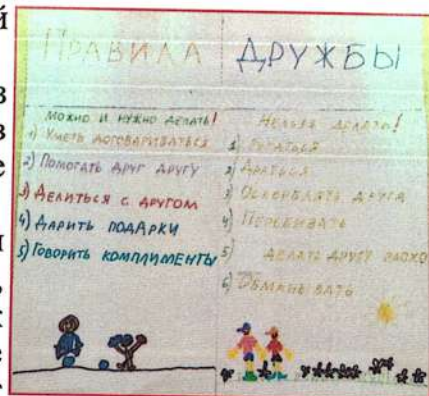 ПРАВИЛА ДРУЖБЫ
МОЖНО И НУЖНО ДЕЛАТЬ!
1) УМЕТЬ ДОГОВАРИВАТЬСЯ
2) ПОМОГАТЬ ДРУГ ДРУГУ
3) ДЕЛИТЬСЯ С ДРУГОМ
4) ДАРИТЬ ПОДАРКИ
5) ГОВОРИТЬ КОМПЛИМЕНТЫ
НЕЛЬЗЯ ДЕЛАТЬ!
1) РУГАТЬСЯ
2) ДРАТЬСЯ
3) ОСКОРБЛЯТЬ ДРУГА
4) ПЕРЕБИВАТЬ
5) ДЕЛАТЬ ДРУГУ ПЛОХО
6) ОБМАНЫВАТЬ